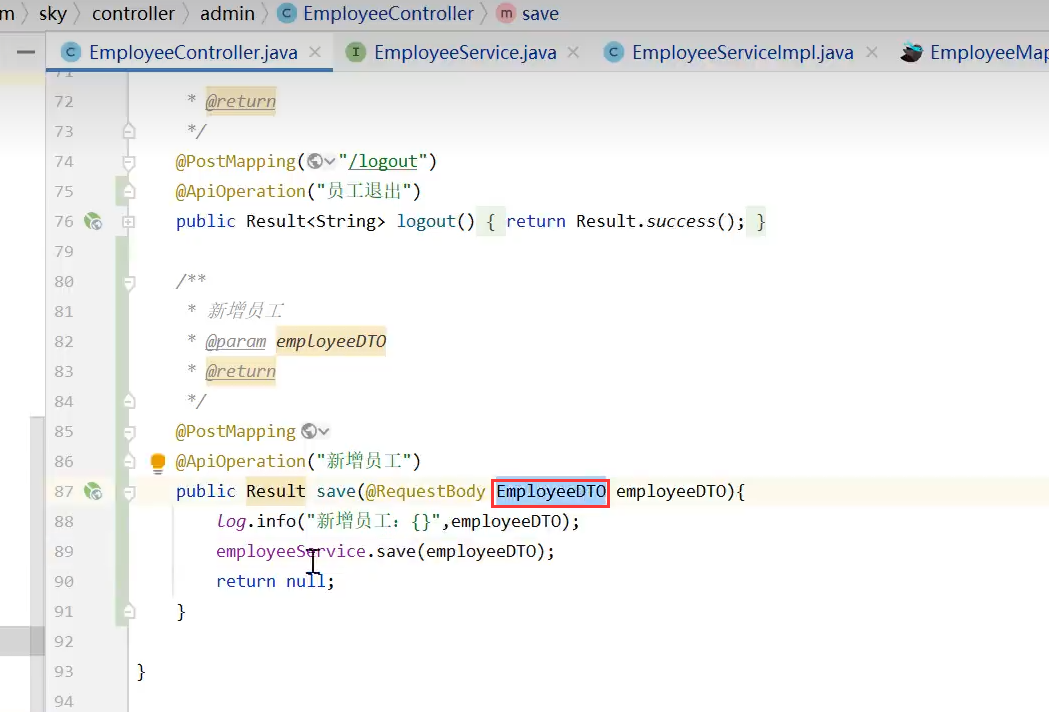 m sky controller admin EmployeeController save
EmployeeController.java EmployeeService.java EmployeeServiceImpl.java EmployeeMap
71
72 * @return
73 */
74 @PostMapping("/logout")
75 @ApiOperation("员工退出")
76 public Result<String> logout() { return Result.success(); }
79
80 /**
81 * 新增员工
82 * @param employeeDTO
83 * @return
84 */
85 @PostMapping
86 @ApiOperation("新增员工")
87 public Result save(@RequestBody EmployeeDTO employeeDTO){
88 log.info("新增员工：{}",employeeDTO);
89 employeeService.save(employeeDTO);
90 return null;
91 }
92
93 }
94